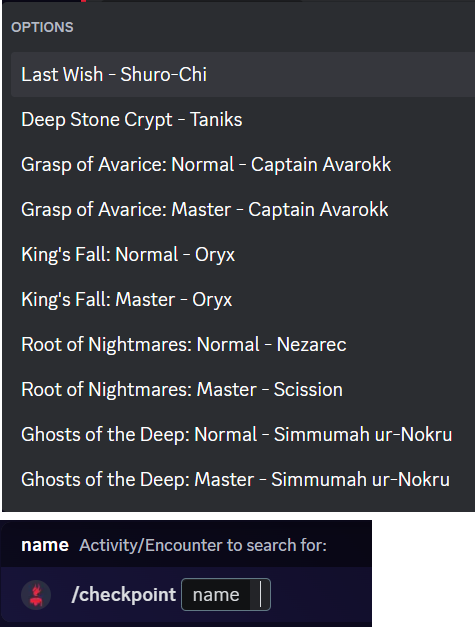 OPTIONS
Last Wish - Shuro-Chi
Deep Stone Crypt - Taniks
Grasp of Avarice: Normal - Captain Avarokk
Grasp of Avarice: Master - Captain Avarokk
King's Fall: Normal - Oryx
King's Fall: Master - Oryx
Root of Nightmares: Normal - Nezarec
Root of Nightmares: Master - Scission
Ghosts of the Deep: Normal - Simmumah ur-Nokru
Ghosts of the Deep: Master - Simmumah ur-Nokru
name Activity/Encounter to search for:
/checkpoint name